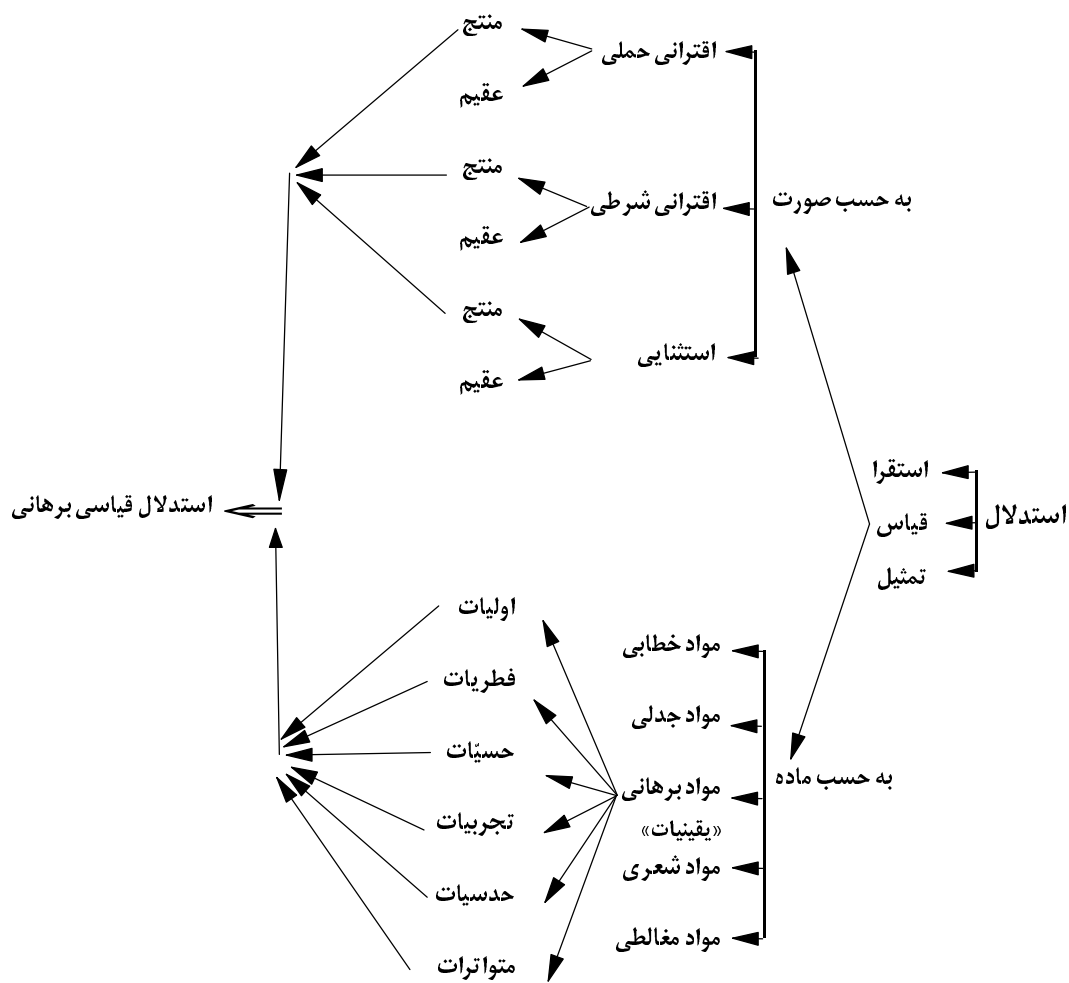 استدلال
استقرا
قیاس
تمثیل
به حسب صورت
اقترانی حملی
منتج
عقیم
اقترانی شرطی
منتج
عقیم
استثنایی
منتج
عقیم
به حسب ماده
مواد خطابی
مواد جدلی
مواد برهانی
«یقینیات»
مواد شعری
مواد مغالطی
اولیات
فطریات
حسیّات
تجربیات
حدسیات
متواترات
استدلال قیاسی برهانی